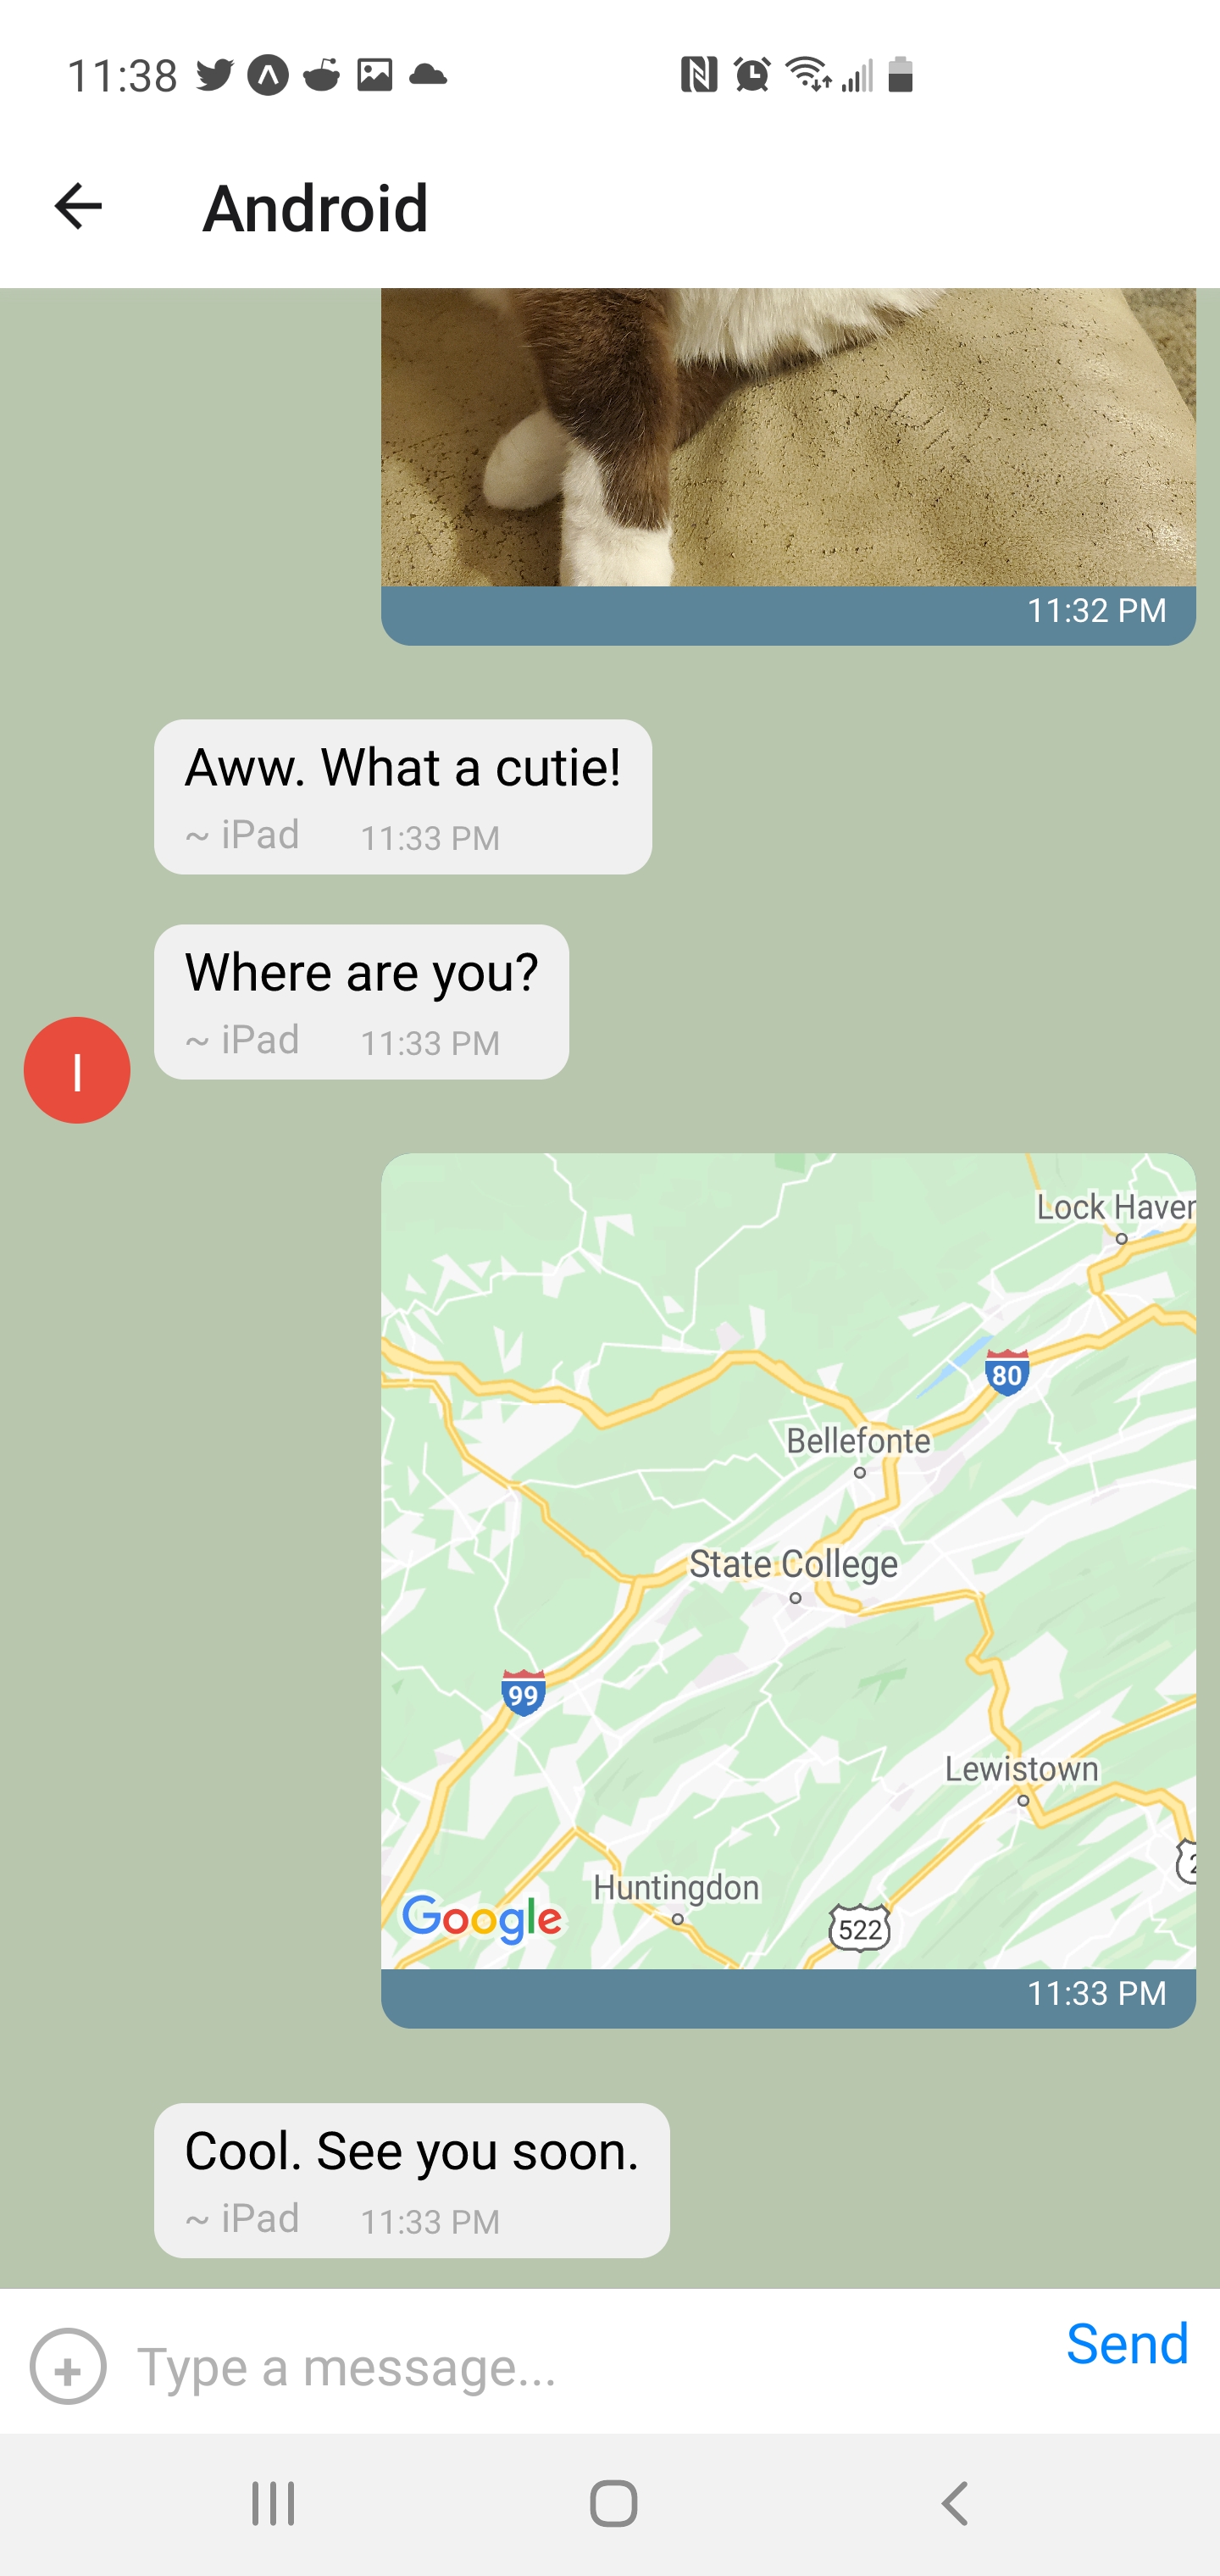 11:38
Android
11:32 PM
Aww. What a cutie!
~ iPad 11:33 PM
Where are you?
~ iPad 11:33 PM
I
Lock Haven
80
Bellefonte
State College
99
Lewistown
2
Huntingdon
Google
522
11:33 PM
Cool. See you soon.
~ iPad 11:33 PM
Send
Type a message...